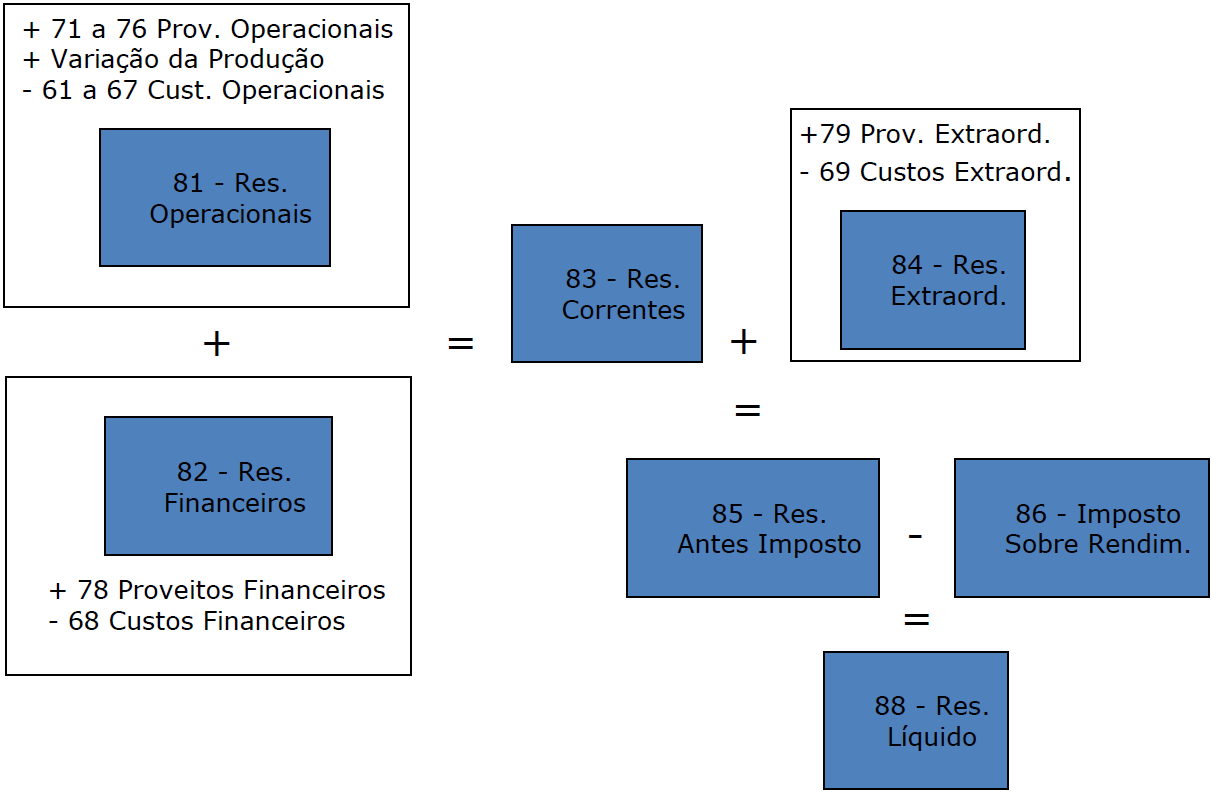 + 71 a 76 Prov. Operacionais
+ Variação da Produção
- 61 a 67 Cust. Operacionais
81 - Res.
Operacionais
+
82 - Res.
Financeiros
+ 78 Proveitos Financeiros
- 68 Custos Financeiros
=
83 - Res.
Correntes
+
+79 Prov. Extraord.
- 69 Custos Extraord.
84 - Res.
Extraord.
=
85 - Res.
Antes Imposto
-
86 - Imposto
Sobre Rendim.
=
88 - Res.
Líquido